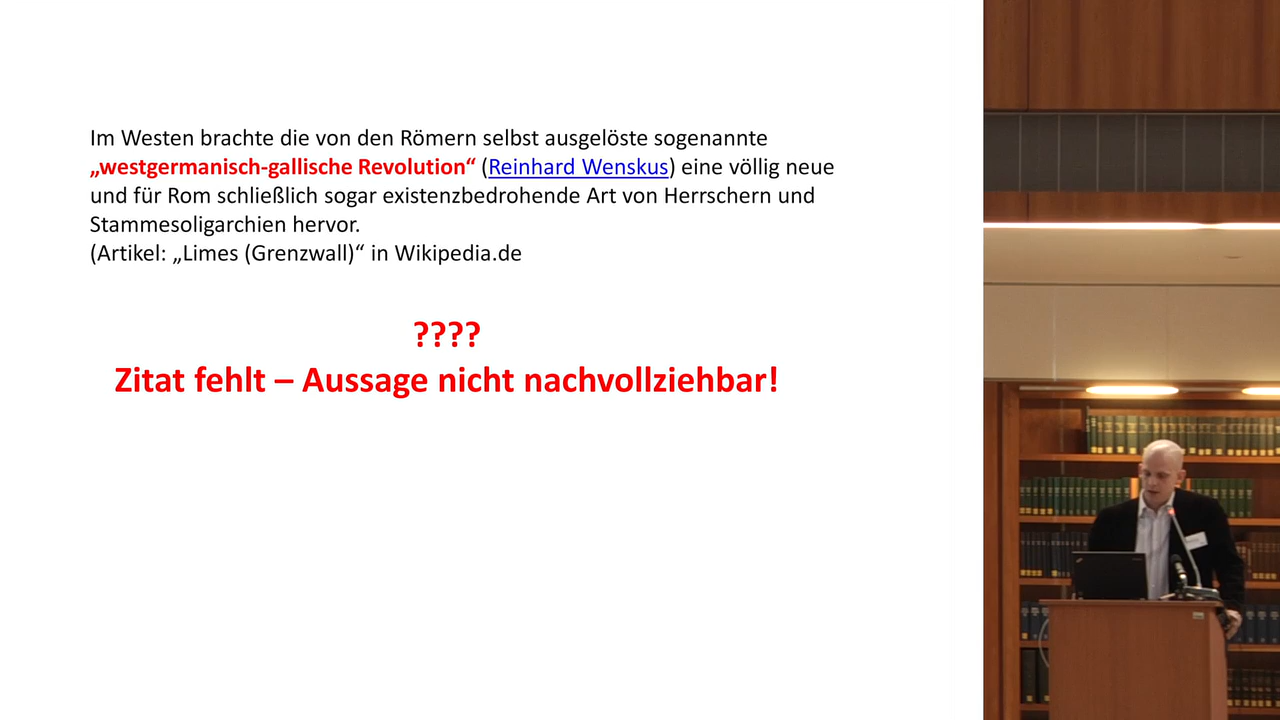 Im Westen brachte die von den Römern selbst ausgelöste sogenannte
„westgermanisch-gallische Revolution“ (Reinhard Wenskus) eine völlig neue
und für Rom schließlich sogar existenzbedrohende Art von Herrschern und
Stammesoligarchien hervor.
(Artikel: „Limes (Grenzwall)“ in Wikipedia.de
????
Zitat fehlt – Aussage nicht nachvollziehbar!